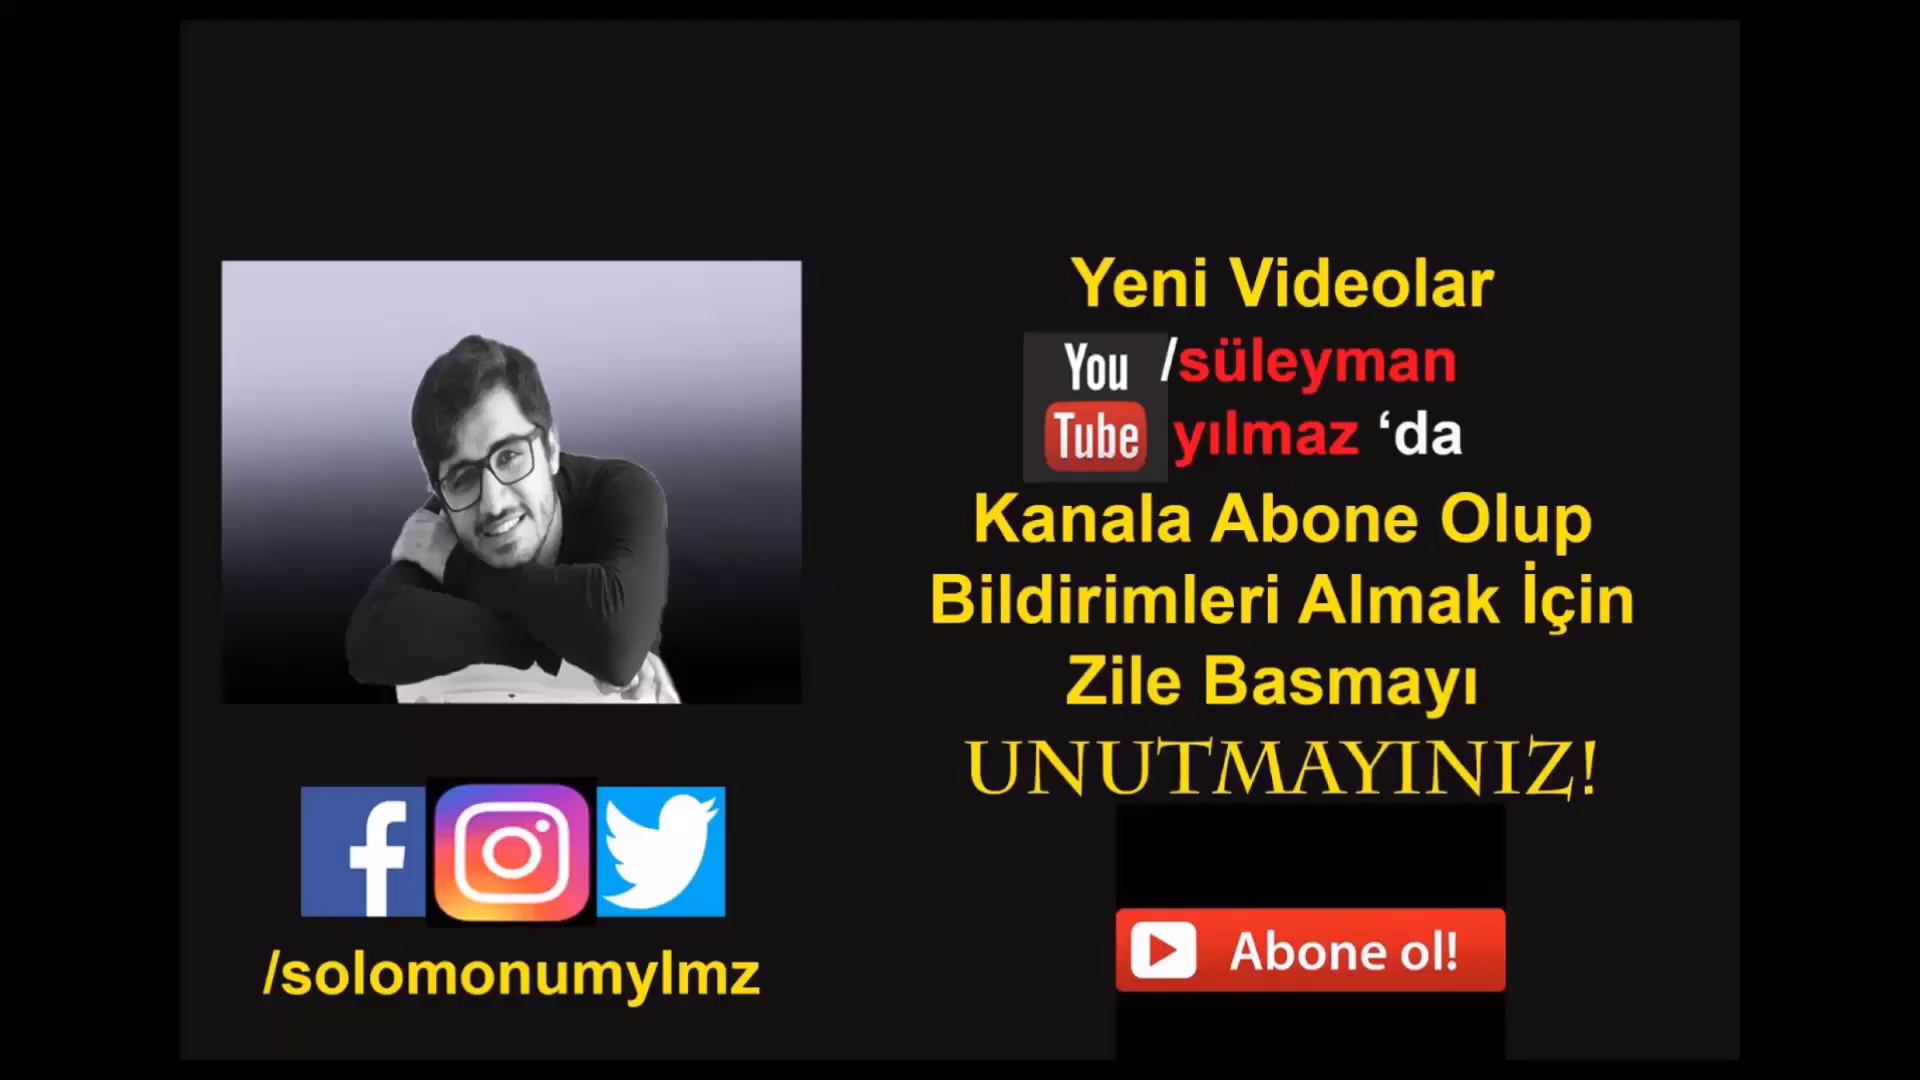 Yeni Videolar
You /süleyman
Tube yılmaz ‘da
Kanala Abone Olup
Bildirimleri Almak İçin
Zile Basmayı
UNUTMAYINIZ!
Abone ol!
/solomonumylmz